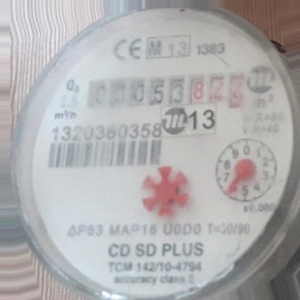 CE M 13 1383
Q₃
2,5
m³/h
00053
m³
1320380358 13
ΔP63 MAP16 U0D0 T=50/90
CD SD PLUS
TCM 142/10-4794
accuracy class 2